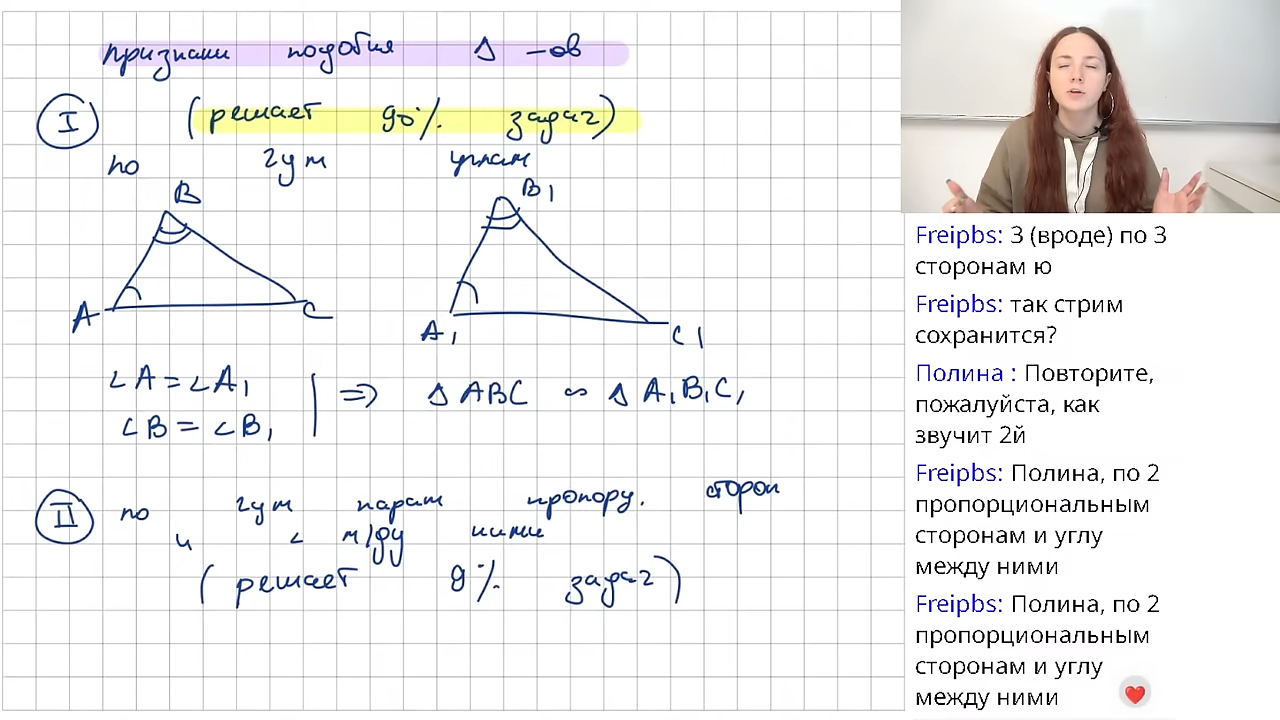 признаки подобия Δ -ов
I (решает 90% задач)
по 2ум углам
B
B1
A
C
A1
C1
∠A = ∠A1
∠B = ∠B1
⇒ Δ ABC ∾ Δ A1B1C1
II по 2ум парам пропорц. сторон
и ∠ м/ду ними
(решает 9% задач)
Freipbs: 3 (вроде) по 3
сторонам ю
Freipbs: так стрим
сохранится?
Полина : Повторите,
пожалуйста, как
звучит 2й
Freipbs: Полина, по 2
пропорциональным
сторонам и углу
между ними
Freipbs: Полина, по 2
пропорциональным
сторонам и углу
между ними